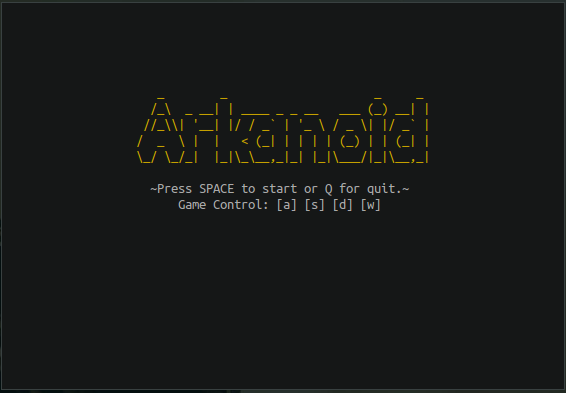 Arkanoid
~Press SPACE to start or Q for quit.~
Game Control: [a] [s] [d] [w]